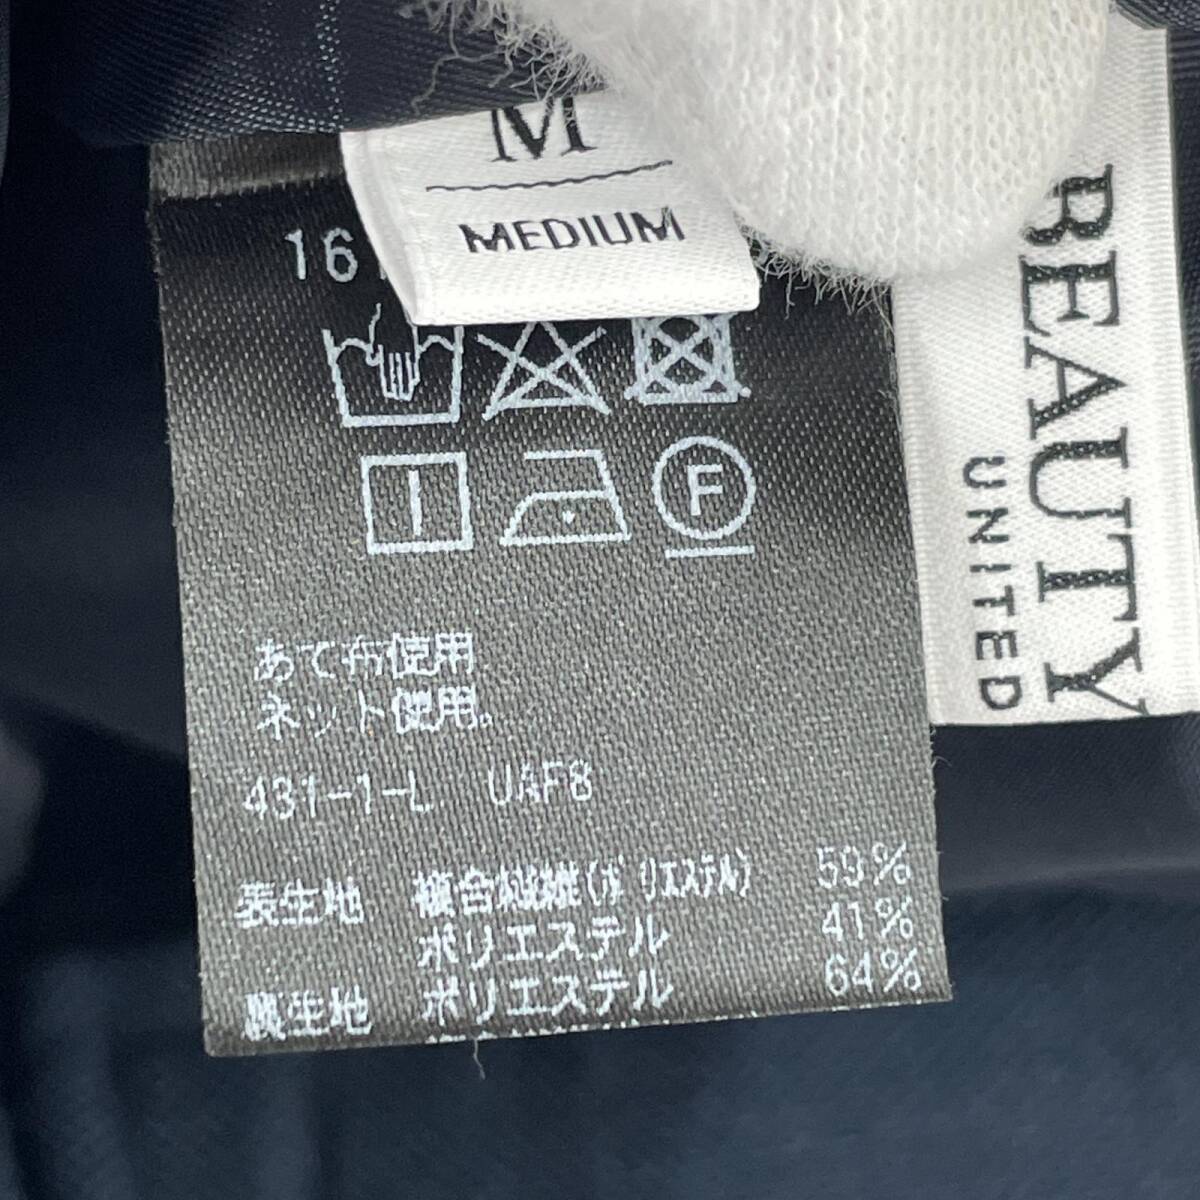 M
MEDIUM
16
F
あて布使用
ネット使用。
431-1-L UAF8
表生地 複合繊維(ポリエステル) 59%
ポリエステル 41%
裏生地 ポリエステル 64%
BEAUTY
UNITED